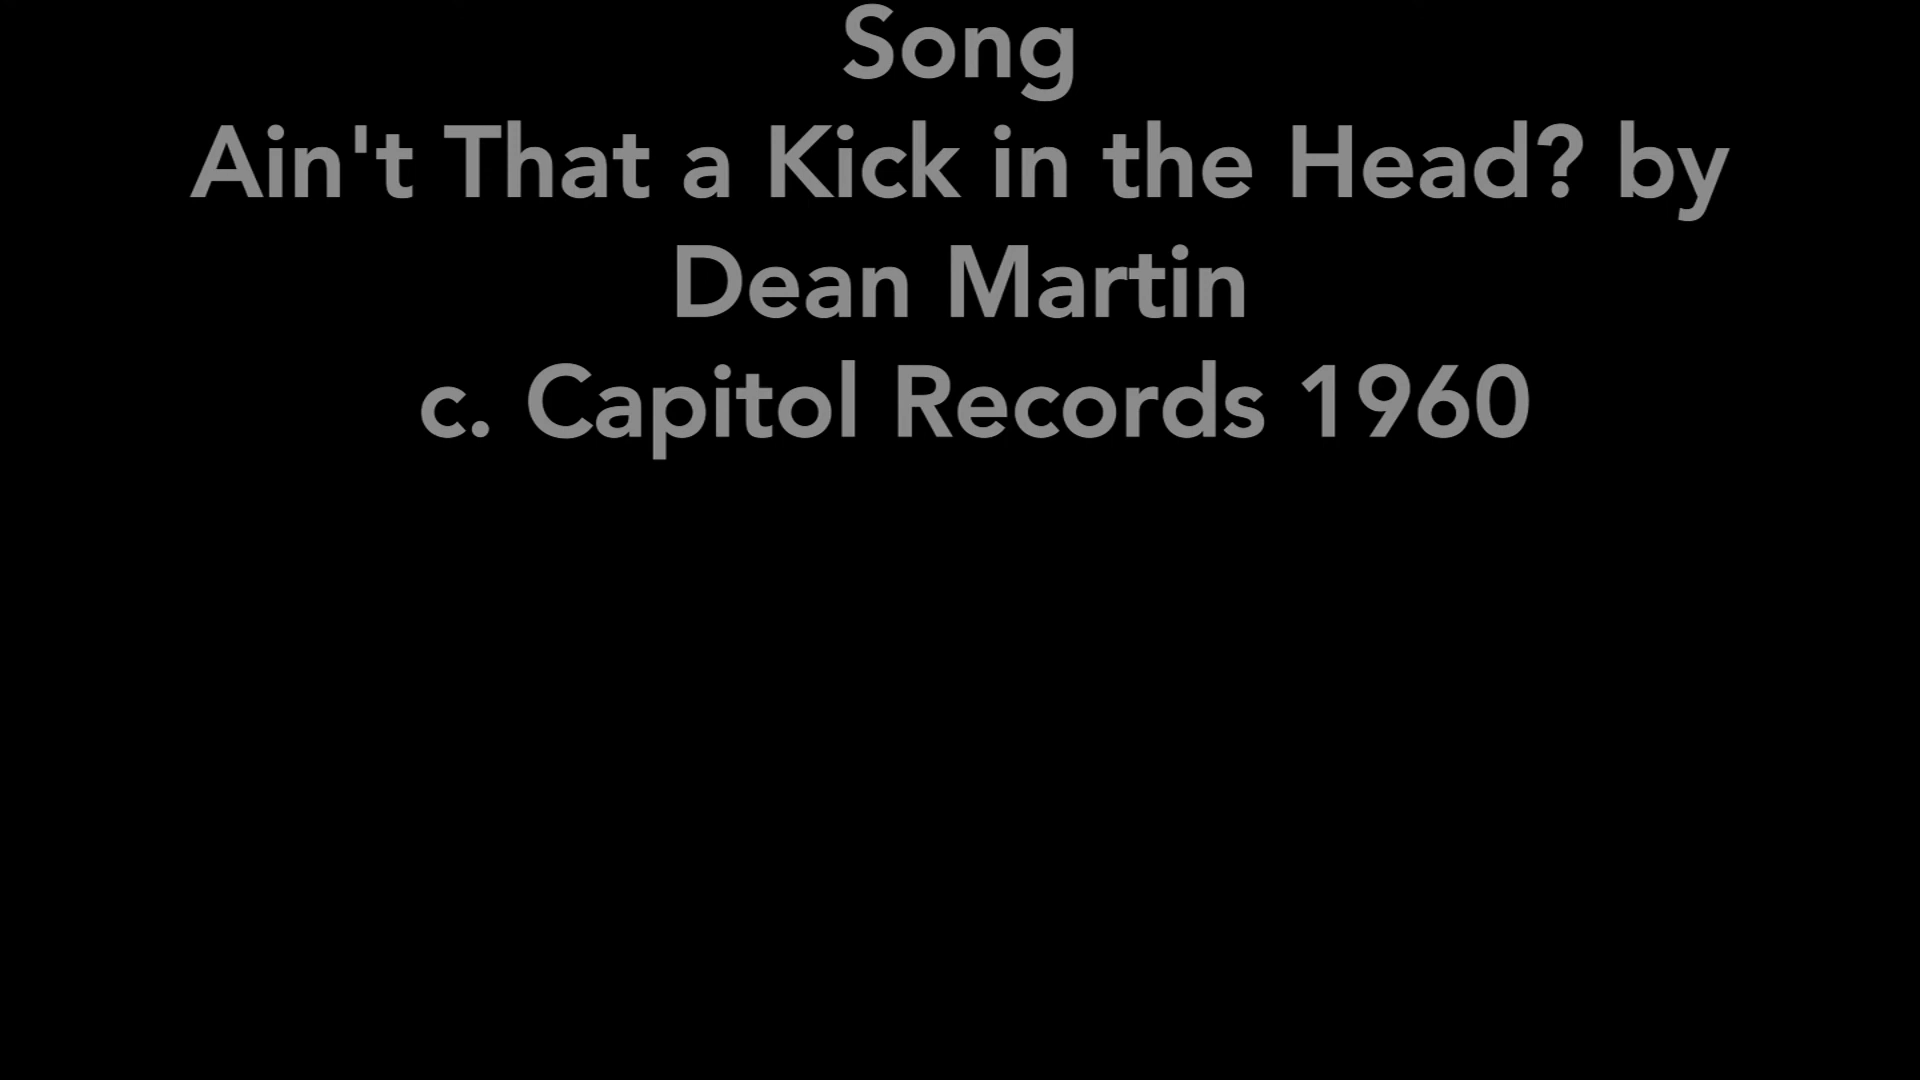 Song
Ain't That a Kick in the Head? by
Dean Martin
c. Capitol Records 1960